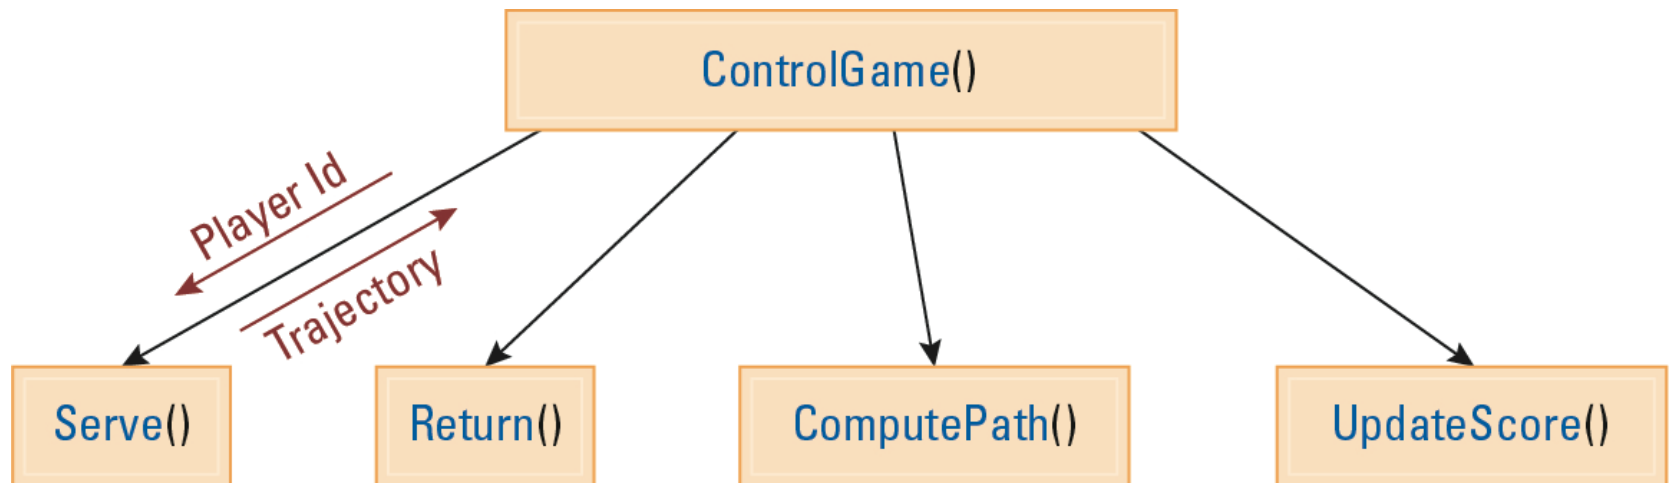 ControlGame()
Player Id
Trajectory
Serve()
Return()
ComputePath()
UpdateScore()